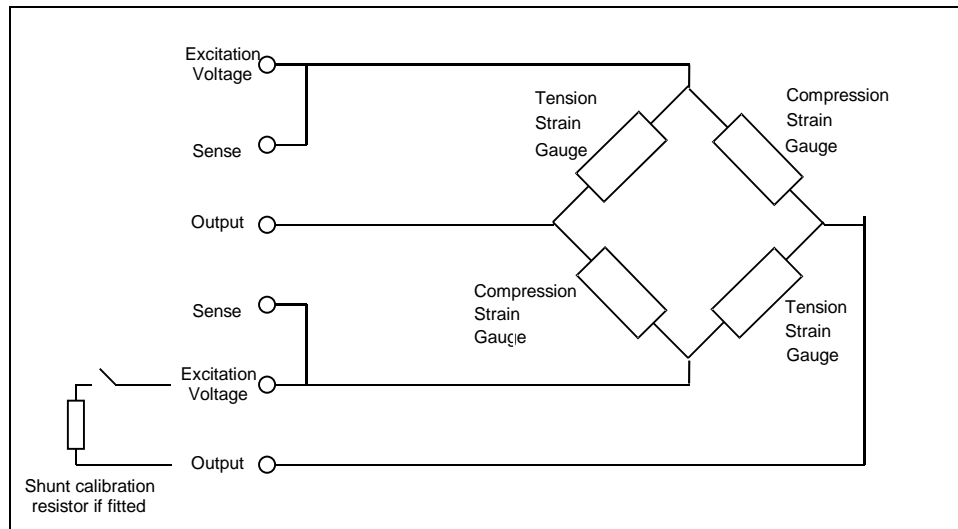 Excitation
Voltage
Sense
Output
Sense
Excitation
Voltage
Output
Shunt calibration
resistor if fitted
Tension
Strain
Gauge
Compression
Strain
Gauge
Compression
Strain
Gauge
Tension
Strain
Gauge